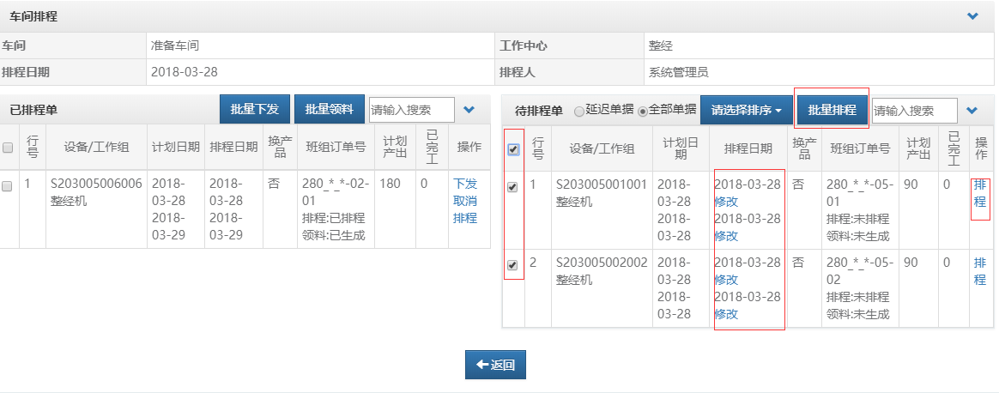 车间排程
车间 准备车间 工作中心 整经
排程日期 2018-03-28 排程人 系统管理员
已排程单 批量下发 批量领料 请输入搜索
行号 设备/工作组 计划日期 排程日期 换产品 班组订单号 计划产出 已完工 操作
1 S203005006006 2018- 2018- 否 280_*_*-02- 180 0 下发
整经机 03-28 03-28 01 取消
2018- 2018- 排程:已排程 排程
03-29 03-29 领料:已生成
待排程单 延迟单据 全部单据 请选择排序 批量排程 请输入搜索
行号 设备/工作组 计划日期 排程日期 换产品 班组订单号 计划产出 已完工 操作
1 S203005001001 2018- 2018-03-28 否 280_*_*-05- 90 0 排
整经机 03-28 修改 01 程
2018- 2018-03-28 排程:未排程
03-28 修改 领料:未生成
2 S203005002002 2018- 2018-03-28 否 280_*_*-05- 90 0 排
整经机 03-28 修改 02 程
2018- 2018-03-28 排程:未排程
03-28 修改 领料:未生成
返回